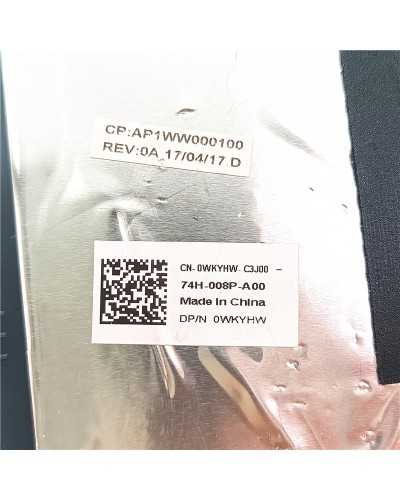 CP:AP1WW000100
REV:0A 17/04/17 D
CN-0WKYHW-C3J00 -
74H-008P-A00
Made In China
DP/N 0WKYHW